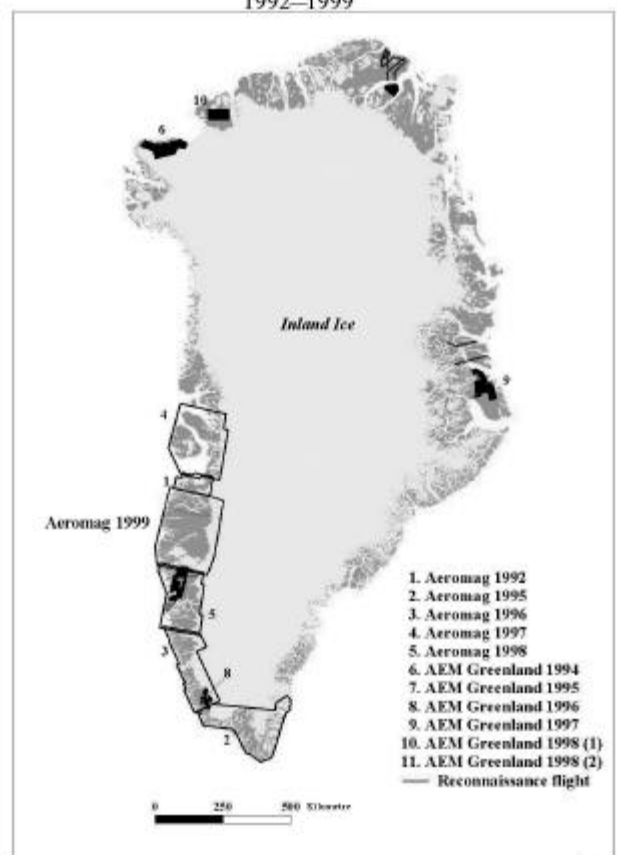 1992—1999
10
6
Inland Ice
9
4
1
Aeromag 1999
5
3
8
2
1. Aeromag 1992
2. Aeromag 1995
3. Aeromag 1996
4. Aeromag 1997
5. Aeromag 1998
6. AEM Greenland 1994
7. AEM Greenland 1995
8. AEM Greenland 1996
9. AEM Greenland 1997
10. AEM Greenland 1998 (1)
11. AEM Greenland 1998 (2)
Reconnaissance flight
0 250 500 Kilometre